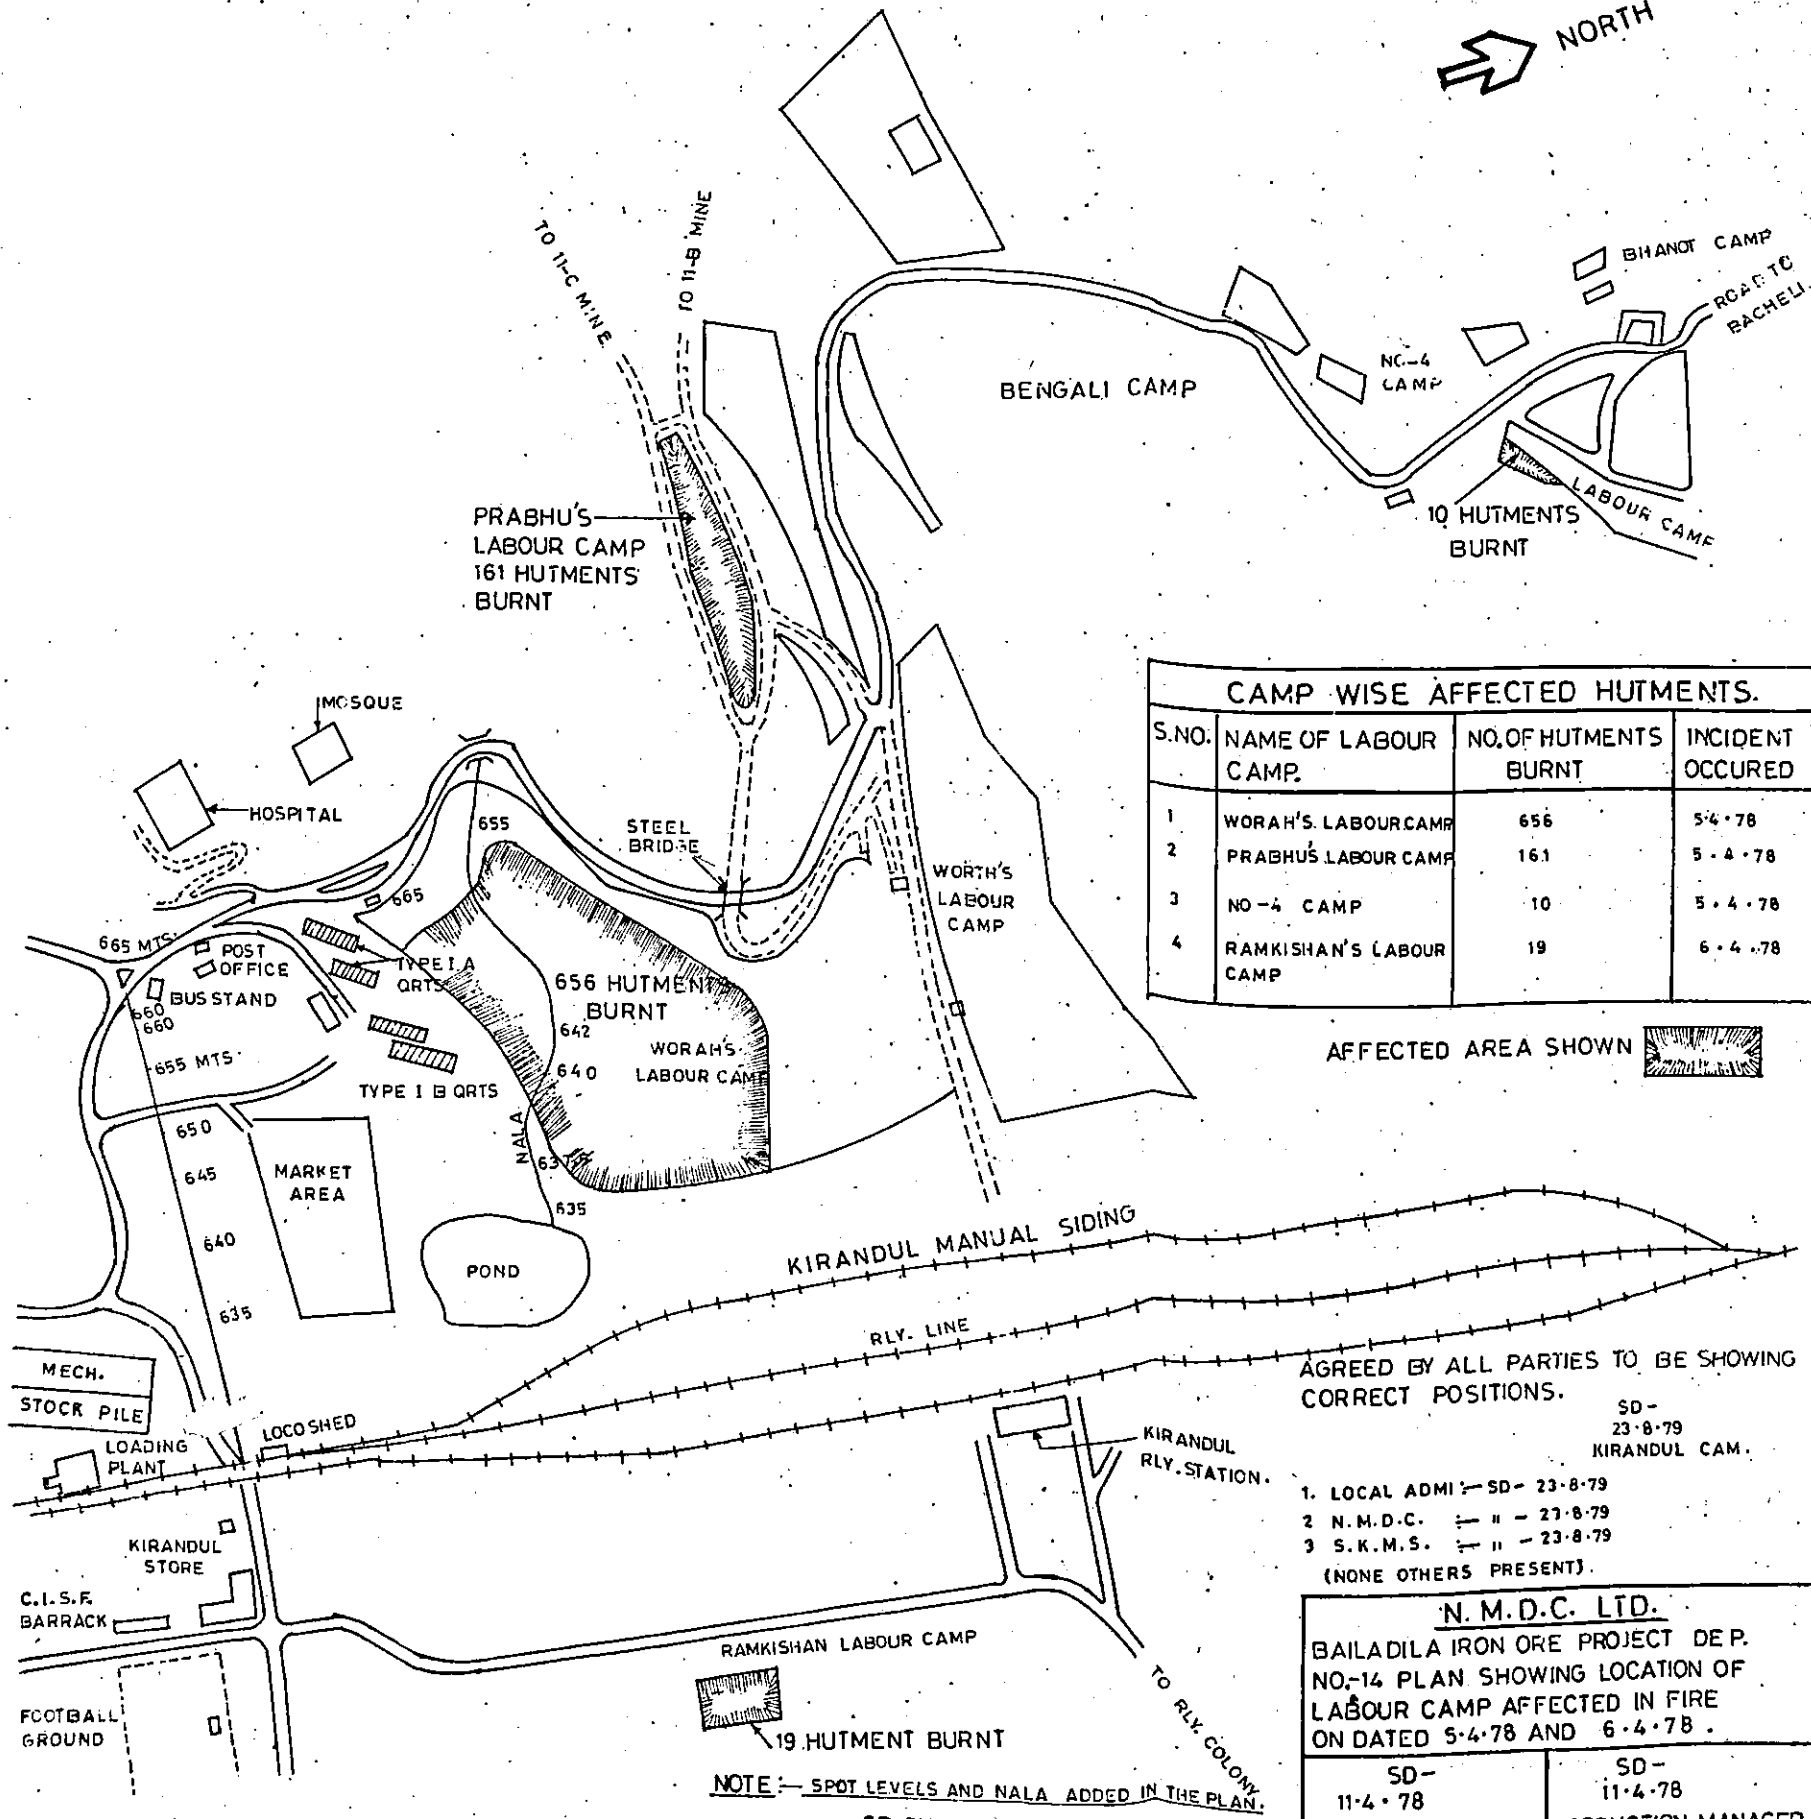 NORTH
TO 11-C MINE
TO 11-B MINE
BHANOT CAMP
ROAD TO
BACHELI.
NO-4
CAMP
BENGALI CAMP
PRABHU'S
LABOUR CAMP
161 HUTMENTS
BURNT
10 HUTMENTS
BURNT
LABOUR CAMP
MOSQUE
HOSPITAL
STEEL
BRIDGE
655
665
WORTH'S
LABOUR
CAMP
CAMP WISE AFFECTED HUTMENTS.
S.NO. NAME OF LABOUR CAMP. NO. OF HUTMENTS BURNT INCIDENT OCCURED
1 WORAH'S LABOUR CAMP 656 5·4·78
2 PRABHU'S LABOUR CAMP 161 5·4·78
3 NO-4 CAMP 10 5·4·78
4 RAMKISHAN'S LABOUR CAMP 19 6·4·78
AFFECTED AREA SHOWN
665 MTS.
POST
OFFICE
BUS STAND
660
660
655 MTS.
TYPE I A
QRTS
TYPE I B QRTS
656 HUTMENTS
BURNT
642
640
WORAH'S
LABOUR CAMP
NALA
637.5
635
650
645
640
635
MARKET
AREA
POND
KIRANDUL MANUAL SIDING
RLY. LINE
MECH.
STOCK PILE
LOADING
PLANT
LOCO SHED
KIRANDUL
RLY. STATION.
AGREED BY ALL PARTIES TO BE SHOWING
CORRECT POSITIONS.
SD-
23·8·79
KIRANDUL CAM.
1. LOCAL ADMI :- SD- 23·8·79
2 N.M.D.C. :- " - 23·8·79
3 S.K.M.S. :- " - 23·8·79
(NONE OTHERS PRESENT).
KIRANDUL
STORE
C.I.S.F.
BARRACK
FOOTBALL
GROUND
RAMKISHAN LABOUR CAMP
19 HUTMENT BURNT
TO RLY. COLONY
NOTE :- SPOT LEVELS AND NALA ADDED IN THE PLAN.
N. M. D.C. LTD.
BAILADILA IRON ORE PROJECT DEP.
NO.-14 PLAN SHOWING LOCATION OF
LABOUR CAMP AFFECTED IN FIRE
ON DATED 5·4·78 AND 6·4·78.
SD-
11·4·78
SD-
11·4·78